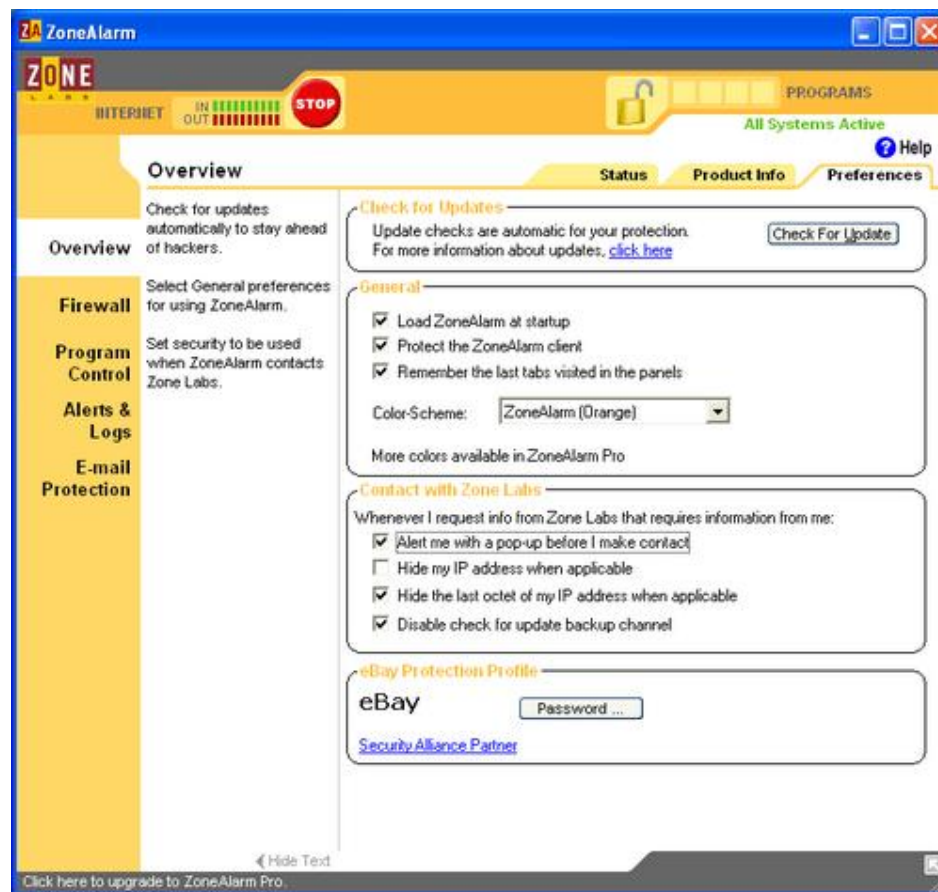 ZA ZoneAlarm
ZONE
LABS
INTERNET
IN
OUT
STOP
PROGRAMS
All Systems Active
? Help
Overview
Status
Product Info
Preferences
Overview
Firewall
Program
Control
Alerts &
Logs
E-mail
Protection
Check for updates
automatically to stay ahead
of hackers.
Select General preferences
for using ZoneAlarm.
Set security to be used
when ZoneAlarm contacts
Zone Labs.
Check for Updates
Update checks are automatic for your protection.
For more information about updates, click here
Check For Update
General
Load ZoneAlarm at startup
Protect the ZoneAlarm client
Remember the last tabs visited in the panels
Color-Scheme: ZoneAlarm (Orange)
More colors available in ZoneAlarm Pro
Contact with Zone Labs
Whenever I request info from Zone Labs that requires information from me:
Alert me with a pop-up before I make contact
Hide my IP address when applicable
Hide the last octet of my IP address when applicable
Disable check for update backup channel
eBay Protection Profile
eBay
Password ...
Security Alliance Partner
Hide Text
Click here to upgrade to ZoneAlarm Pro.